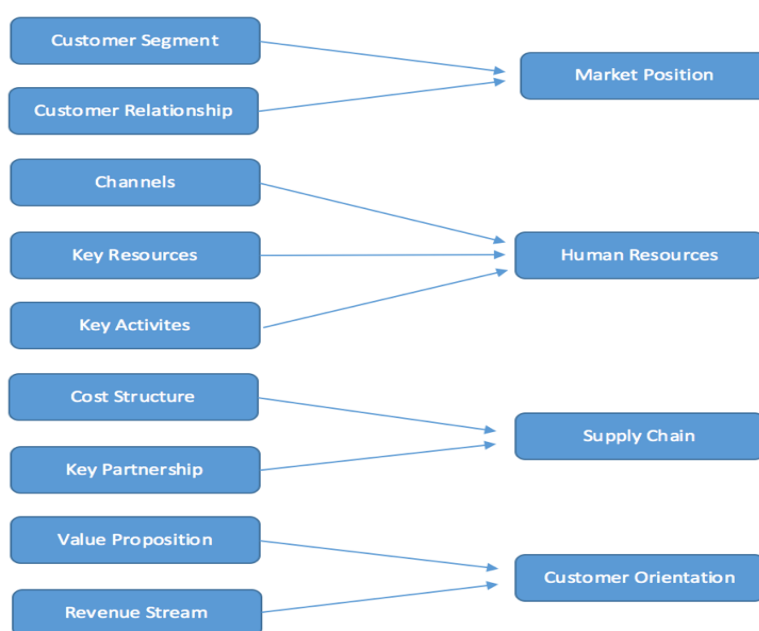 Customer Segment
Market Position
Customer Relationship
Channels
Key Resources
Human Resources
Key Activites
Cost Structure
Supply Chain
Key Partnership
Value Proposition
Customer Orientation
Revenue Stream